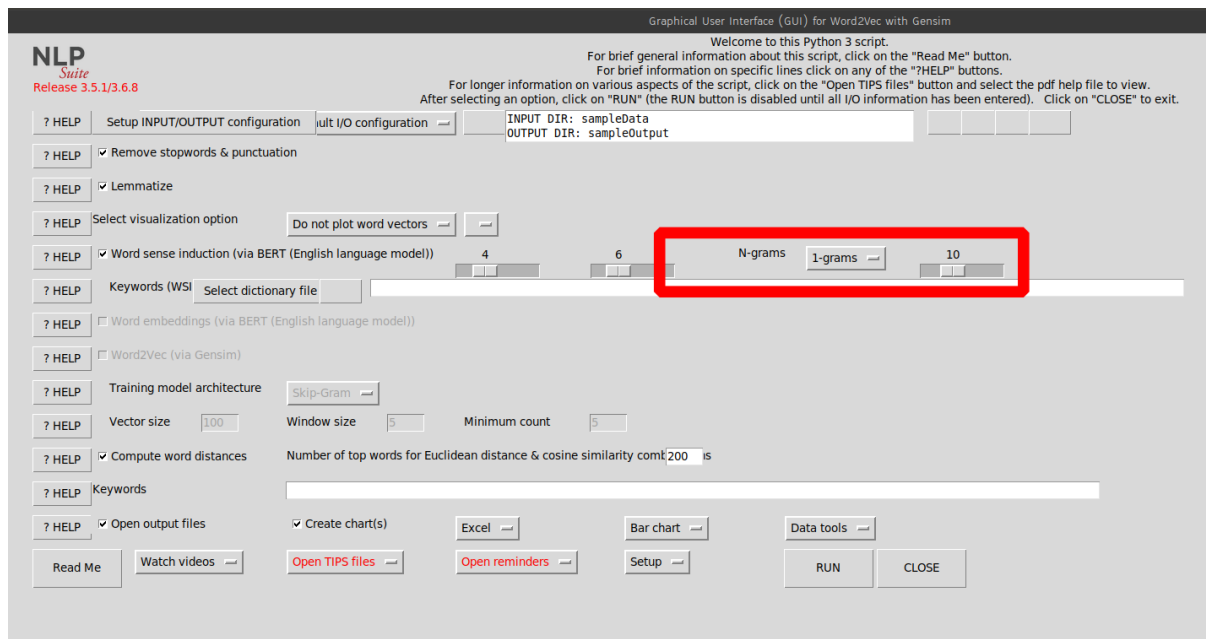 Graphical User Interface (GUI) for Word2Vec with Gensim
NLP
Suite
Release 3.5.1/3.6.8
Welcome to this Python 3 script.
For brief general information about this script, click on the "Read Me" button.
For brief information on specific lines click on any of the "?HELP" buttons.
For longer information on various aspects of the script, click on the "Open TIPS files" button and select the pdf help file to view.
After selecting an option, click on "RUN" (the RUN button is disabled until all I/O information has been entered). Click on "CLOSE" to exit.
? HELP Setup INPUT/OUTPUT configuration ult I/O configuration INPUT DIR: sampleData
OUTPUT DIR: sampleOutput
? HELP Remove stopwords & punctuation
? HELP Lemmatize
? HELP Select visualization option Do not plot word vectors
? HELP Word sense induction (via BERT (English language model)) 4 6 N-grams 1-grams 10
? HELP Keywords (WSI Select dictionary file
? HELP Word embeddings (via BERT (English language model))
? HELP Word2Vec (via Gensim)
? HELP Training model architecture Skip-Gram
? HELP Vector size 100 Window size 5 Minimum count 5
? HELP Compute word distances Number of top words for Euclidean distance & cosine similarity comb 200 ns
? HELP Keywords
? HELP Open output files Create chart(s) Excel Bar chart Data tools
Read Me Watch videos Open TIPS files Open reminders Setup RUN CLOSE